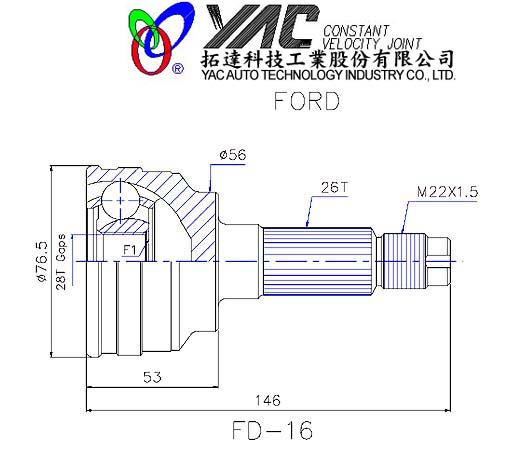 YAC CONSTANT
VELOCITY JOINT
®
拓達科技工業股份有限公司
YAC AUTO TECHNOLOGY INDUSTRY CO., LTD.
FORD
ø56
26T
M22X1.5
F1
ø76.5
28T Gaps
53
146
FD-16